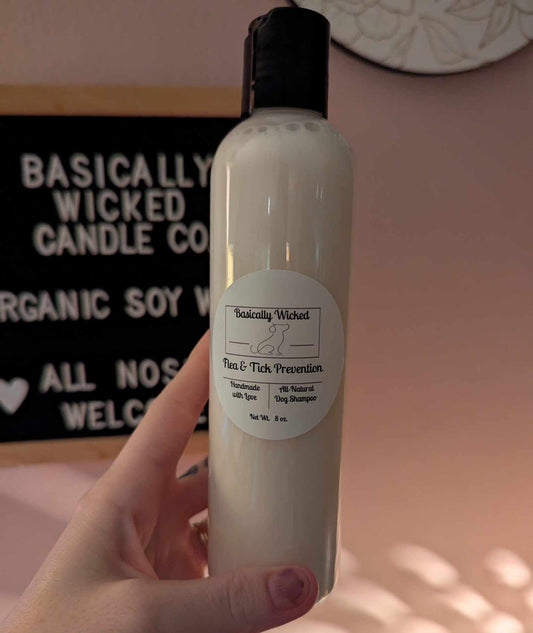 BASICALLY
WICKED
CANDLE CO.
RGANIC SOY W
ALL NOS
WELCO
Basically Wicked
Flea & Tick Prevention
Handmade
with Love
All-Natural
Dog Shampoo
Net Wt. 8 oz.